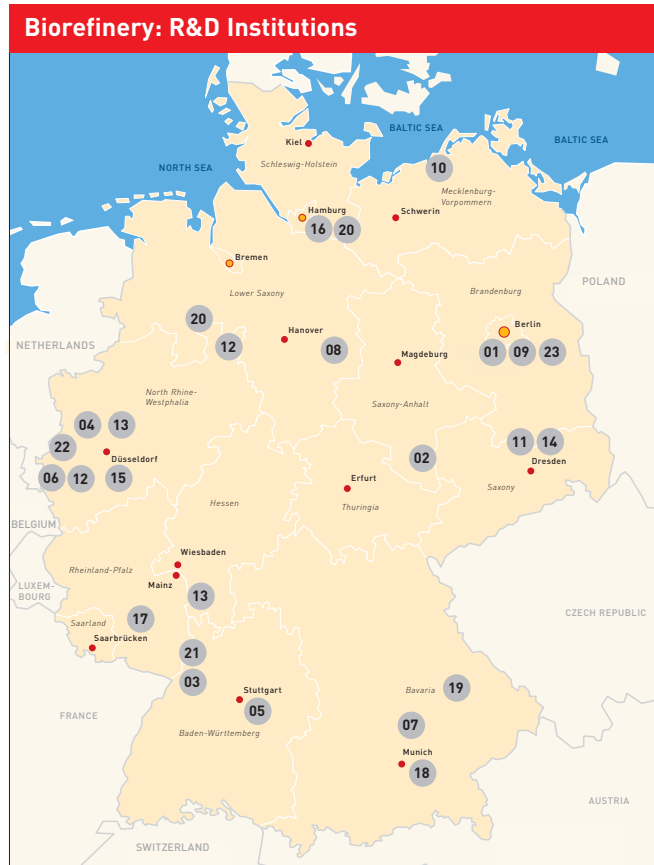 Biorefinery: R&D Institutions
BALTIC SEA
BALTIC SEA
Kiel
Schleswig-Holstein
NORTH SEA
10
Mecklenburg-
Vorpommern
Hamburg
Schwerin
16 20
Bremen
POLAND
Lower Saxony
Brandenburg
20
Berlin
Hanover
NETHERLANDS
12
08
01 09 23
Magdeburg
North Rhine-
Westphalia
Saxony-Anhalt
04 13
22
11 14
Düsseldorf
02
Dresden
06 12 15
Erfurt
Saxony
Hessen
Thuringia
BELGIUM
Wiesbaden
Rheinland-Pfalz
Mainz
LUXEM-
BOURG
13
CZECH REPUBLIC
17
Saarland
Saarbrücken
21
03
Stuttgart
Bavaria
19
FRANCE
05
07
Baden-Württemberg
Munich
18
AUSTRIA
SWITZERLAND